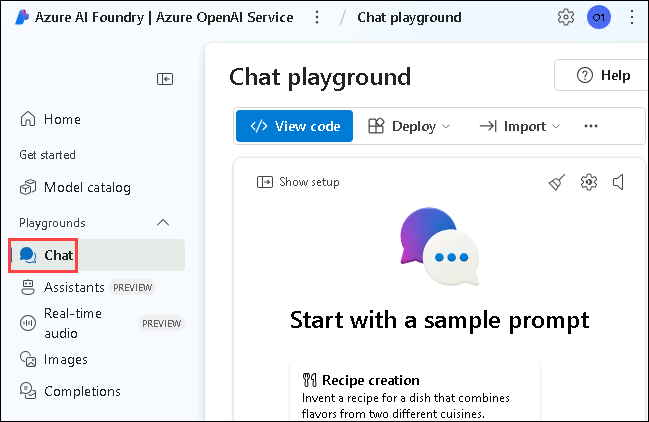 Azure AI Foundry | Azure OpenAI Service / Chat playground O1
Chat playground
Help
Home
View code Deploy Import
Get started
Show setup
Model catalog
Playgrounds
Chat
Assistants PREVIEW
Real-time audio PREVIEW
Images
Completions
Start with a sample prompt
Recipe creation
Invent a recipe for a dish that combines
flavors from two different cuisines.